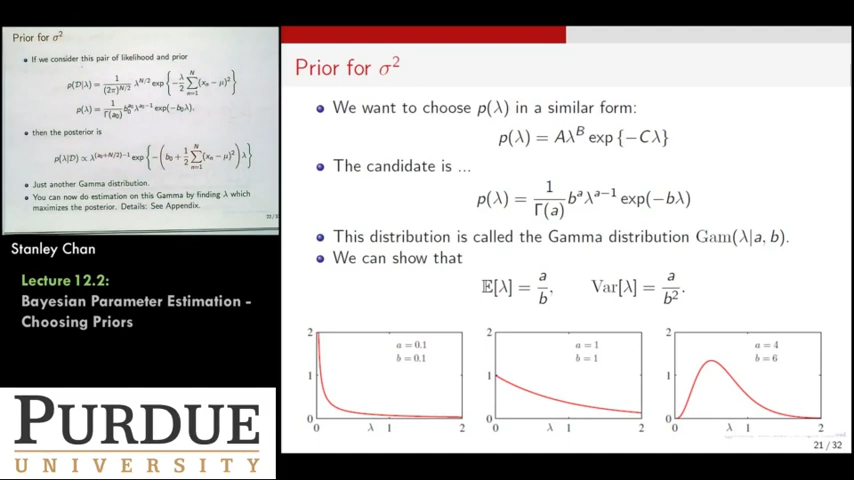 Prior for σ²
If we consider this pair of likelihood and prior
p(D|λ) = 1/(2π)^{N/2} λ^{N/2} exp{−λ/2 ∑_{n=1}^{N} (x_n − μ)²}
p(λ) = 1/Γ(a₀) b₀^{a₀} λ^{a₀−1} exp(−b₀λ),
then the posterior is
p(λ|D) ∝ λ^{(a₀+N/2)−1} exp{−(b₀ + 1/2 ∑_{n=1}^{N} (x_n − μ)²)λ}
Just another Gamma distribution.
You can now do estimation on this Gamma by finding λ which
maximizes the posterior. Details: See Appendix.
Stanley Chan
Lecture 12.2:
Bayesian Parameter Estimation -
Choosing Priors
PURDUE
UNIVERSITY
Prior for σ²
We want to choose p(λ) in a similar form:
p(λ) = Aλ^B exp {−Cλ}
The candidate is ...
p(λ) = 1/Γ(a) b^a λ^{a−1} exp(−bλ)
This distribution is called the Gamma distribution Gam(λ|a, b).
We can show that
E[λ] = a/b, Var[λ] = a/b².
2
1
0
a = 0.1
b = 0.1
0 λ 1 2
2
1
0
a = 1
b = 1
0 λ 1 2
2
1
0
a = 4
b = 6
0 λ 1 2
21 / 32